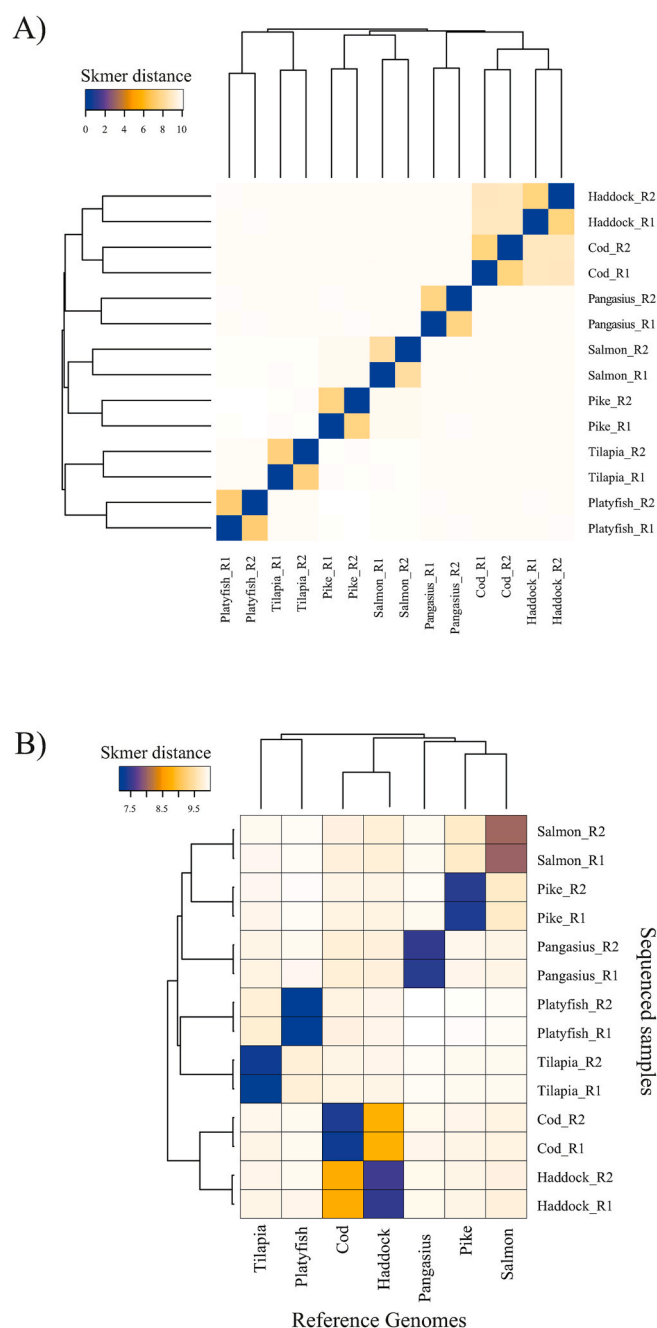 A)
Skmer distance
0 2 4 6 8 10
Haddock_R2
Haddock_R1
Cod_R2
Cod_R1
Pangasius_R2
Pangasius_R1
Salmon_R2
Salmon_R1
Pike_R2
Pike_R1
Tilapia_R2
Tilapia_R1
Platyfish_R2
Platyfish_R1
Platyfish_R1
Platyfish_R2
Tilapia_R1
Tilapia_R2
Pike_R1
Pike_R2
Salmon_R1
Salmon_R2
Pangasius_R1
Pangasius_R2
Cod_R1
Cod_R2
Haddock_R1
Haddock_R2
B)
Skmer distance
7.5 8.5 9.5
Salmon_R2
Salmon_R1
Pike_R2
Pike_R1
Pangasius_R2
Pangasius_R1
Platyfish_R2
Platyfish_R1
Tilapia_R2
Tilapia_R1
Cod_R2
Cod_R1
Haddock_R2
Haddock_R1
Sequenced samples
Tilapia
Platyfish
Cod
Haddock
Pangasius
Pike
Salmon
Reference Genomes